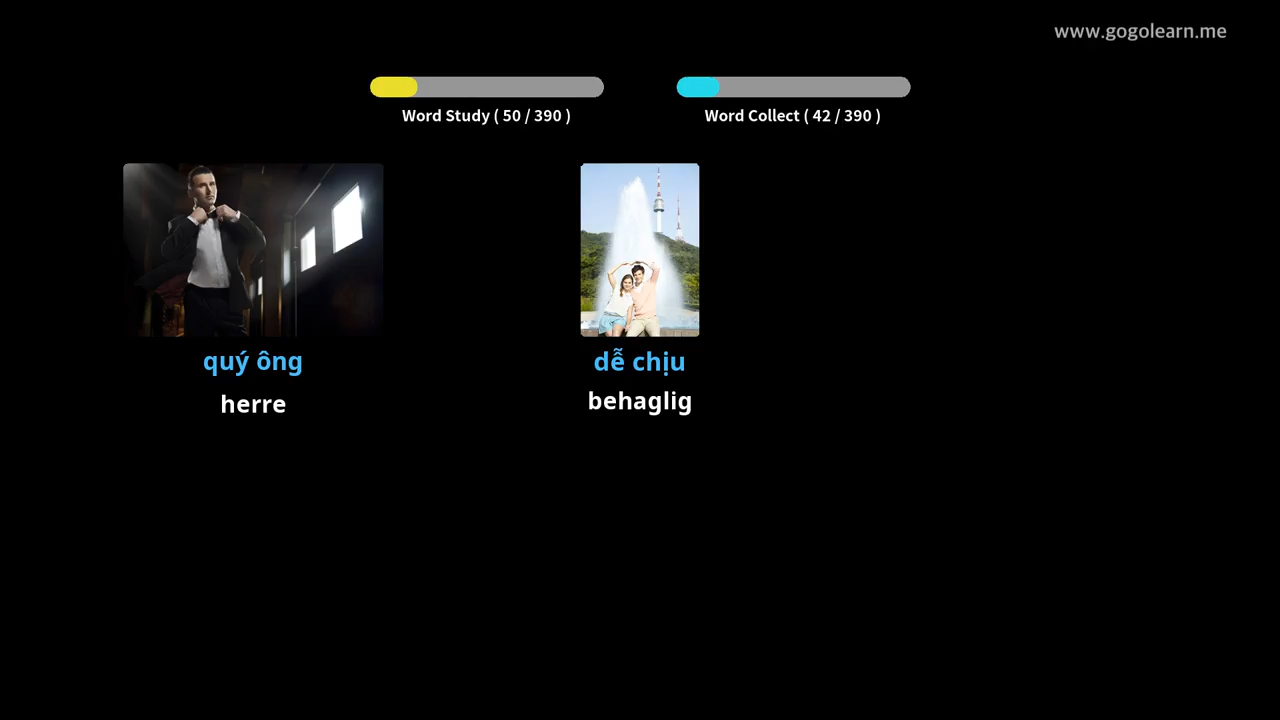 www.gogolearn.me
Word Study ( 50 / 390 )
Word Collect ( 42 / 390 )
quý ông
herre
dễ chịu
behaglig